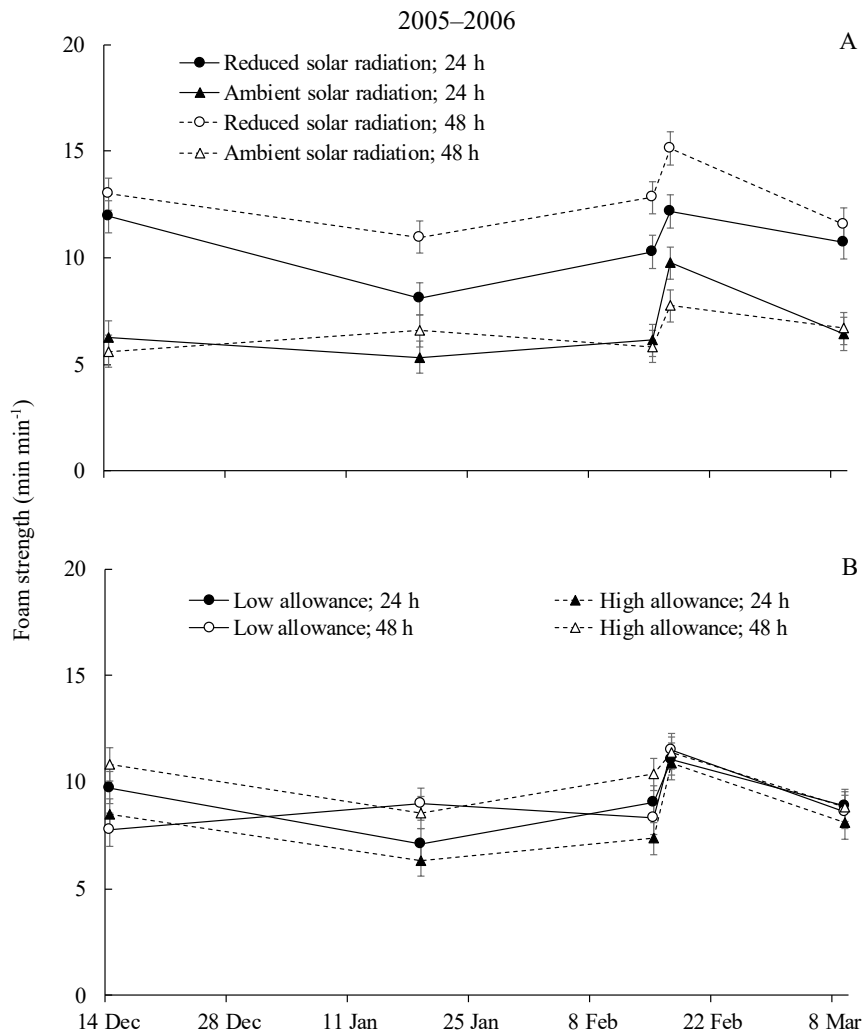 2005–2006
A
20
15
10
5
0
Reduced solar radiation; 24 h
Ambient solar radiation; 24 h
Reduced solar radiation; 48 h
Ambient solar radiation; 48 h
Foam strength (min min⁻¹)
B
20
15
10
5
0
Low allowance; 24 h
High allowance; 24 h
Low allowance; 48 h
High allowance; 48 h
14 Dec 28 Dec 11 Jan 25 Jan 8 Feb 22 Feb 8 Mar